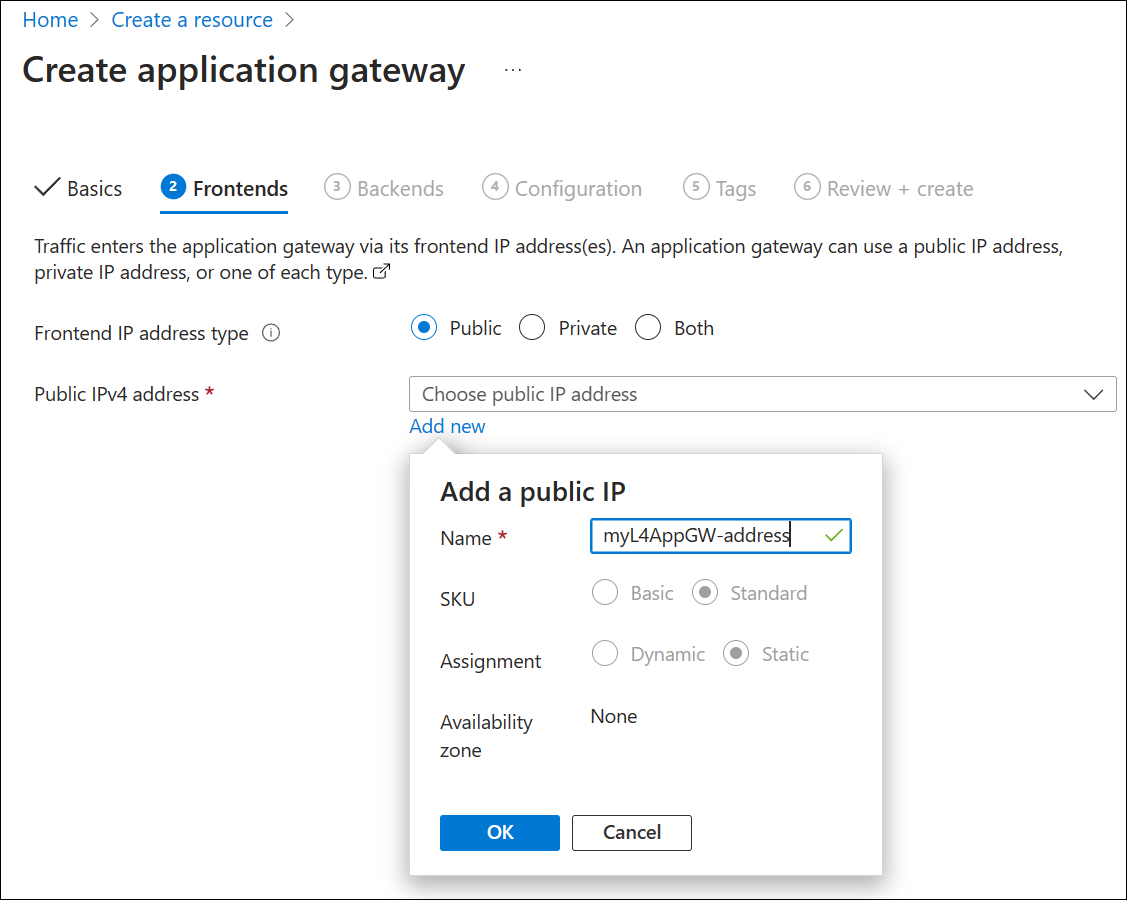 Home > Create a resource >
Create application gateway ...
Basics 2 Frontends 3 Backends 4 Configuration 5 Tags 6 Review + create
Traffic enters the application gateway via its frontend IP address(es). An application gateway can use a public IP address,
private IP address, or one of each type.
Frontend IP address type Public Private Both
Public IPv4 address * Choose public IP address
Add new
Add a public IP
Name * myL4AppGW-address
SKU Basic Standard
Assignment Dynamic Static
Availability None
zone
OK Cancel